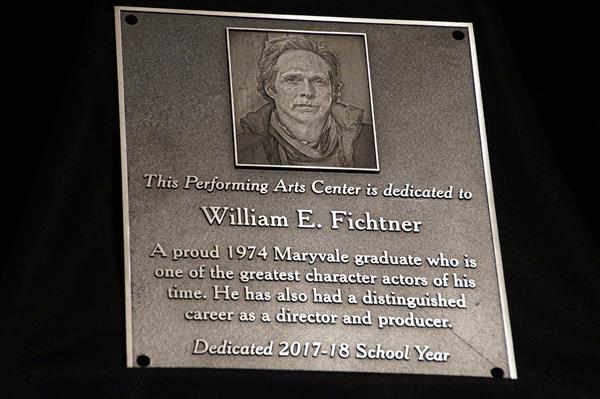 This Performing Arts Center is dedicated to
William E. Fichtner
A proud 1974 Maryvale graduate who is
one of the greatest character actors of his
time. He has also had a distinguished
career as a director and producer.
Dedicated 2017-18 School Year